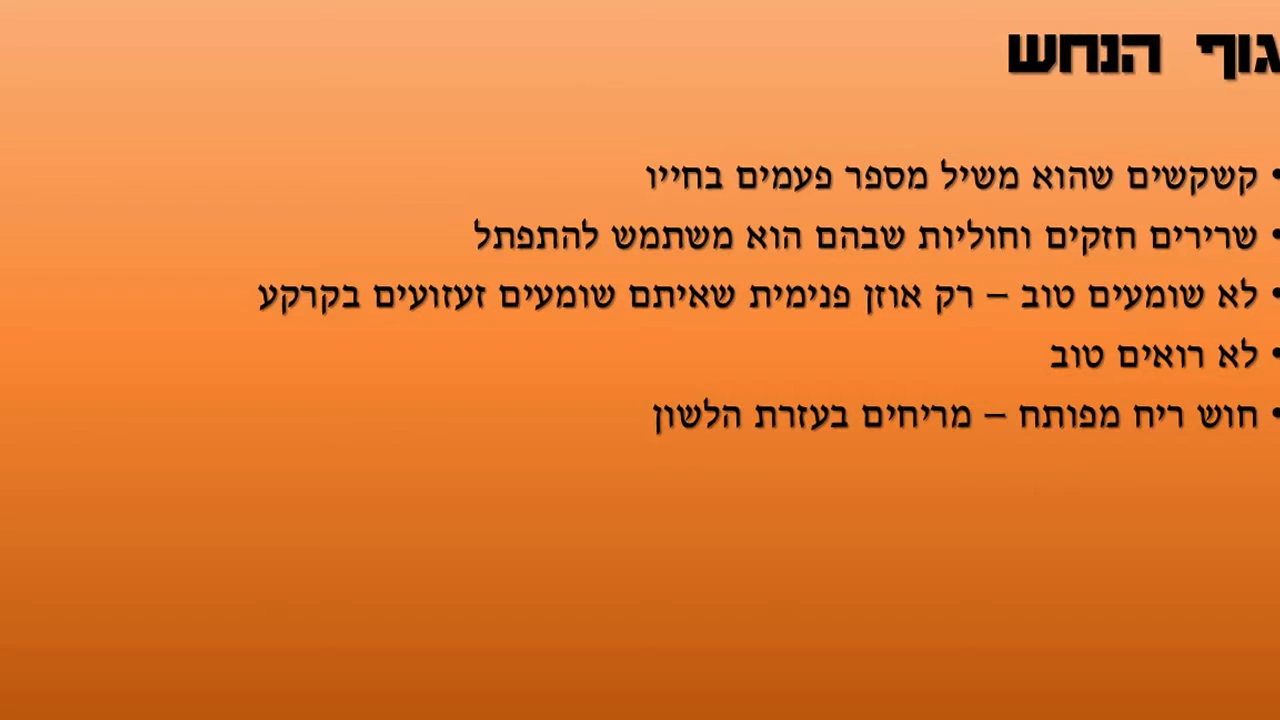 גוף הנחש
• קשקשים שהוא משיל מספר פעמים בחייו
• שרירים חזקים וחוליות שבהם הוא משתמש להתפתל
• לא שומעים טוב – רק אוזן פנימית שאיתם שומעים זעזועים בקרקע
• לא רואים טוב
• חוש ריח מפותח – מריחים בעזרת הלשון